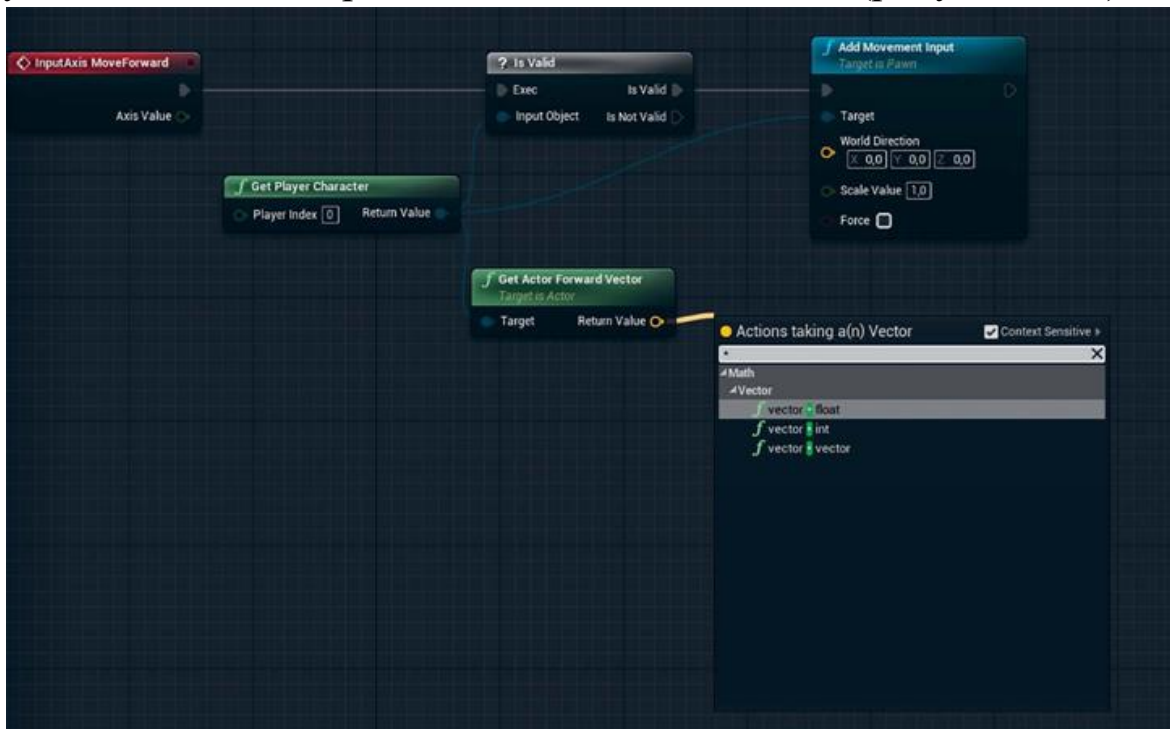 InputAxis MoveForward
Axis Value
? Is Valid
Exec
Is Valid
Input Object
Is Not Valid
f Add Movement Input
Target is Pawn
Target
World Direction
X 0,0 Y 0,0 Z 0,0
Scale Value 1,0
Force
f Get Player Character
Player Index 0
Return Value
f Get Actor Forward Vector
Target is Actor
Target
Return Value
Actions taking a(n) Vector
Context Sensitive
*
X
Math
Vector
f vector * float
f vector * int
f vector * vector